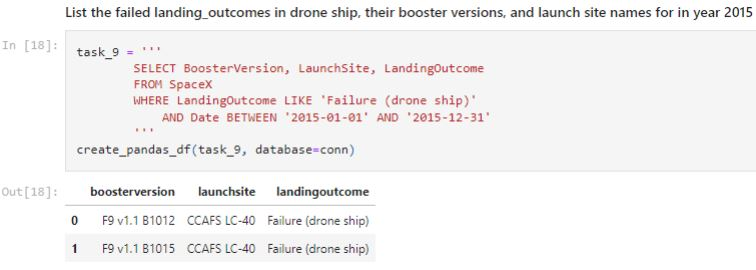 List the failed landing_outcomes in drone ship, their booster versions, and launch site names for in year 2015
In [18]:
task_9 = '''
SELECT BoosterVersion, LaunchSite, LandingOutcome
FROM SpaceX
WHERE LandingOutcome LIKE 'Failure (drone ship)'
AND Date BETWEEN '2015-01-01' AND '2015-12-31'
'''
create_pandas_df(task_9, database=conn)
Out[18]:
boosterversion launchsite landingoutcome
0 F9 v1.1 B1012 CCAFS LC-40 Failure (drone ship)
1 F9 v1.1 B1015 CCAFS LC-40 Failure (drone ship)